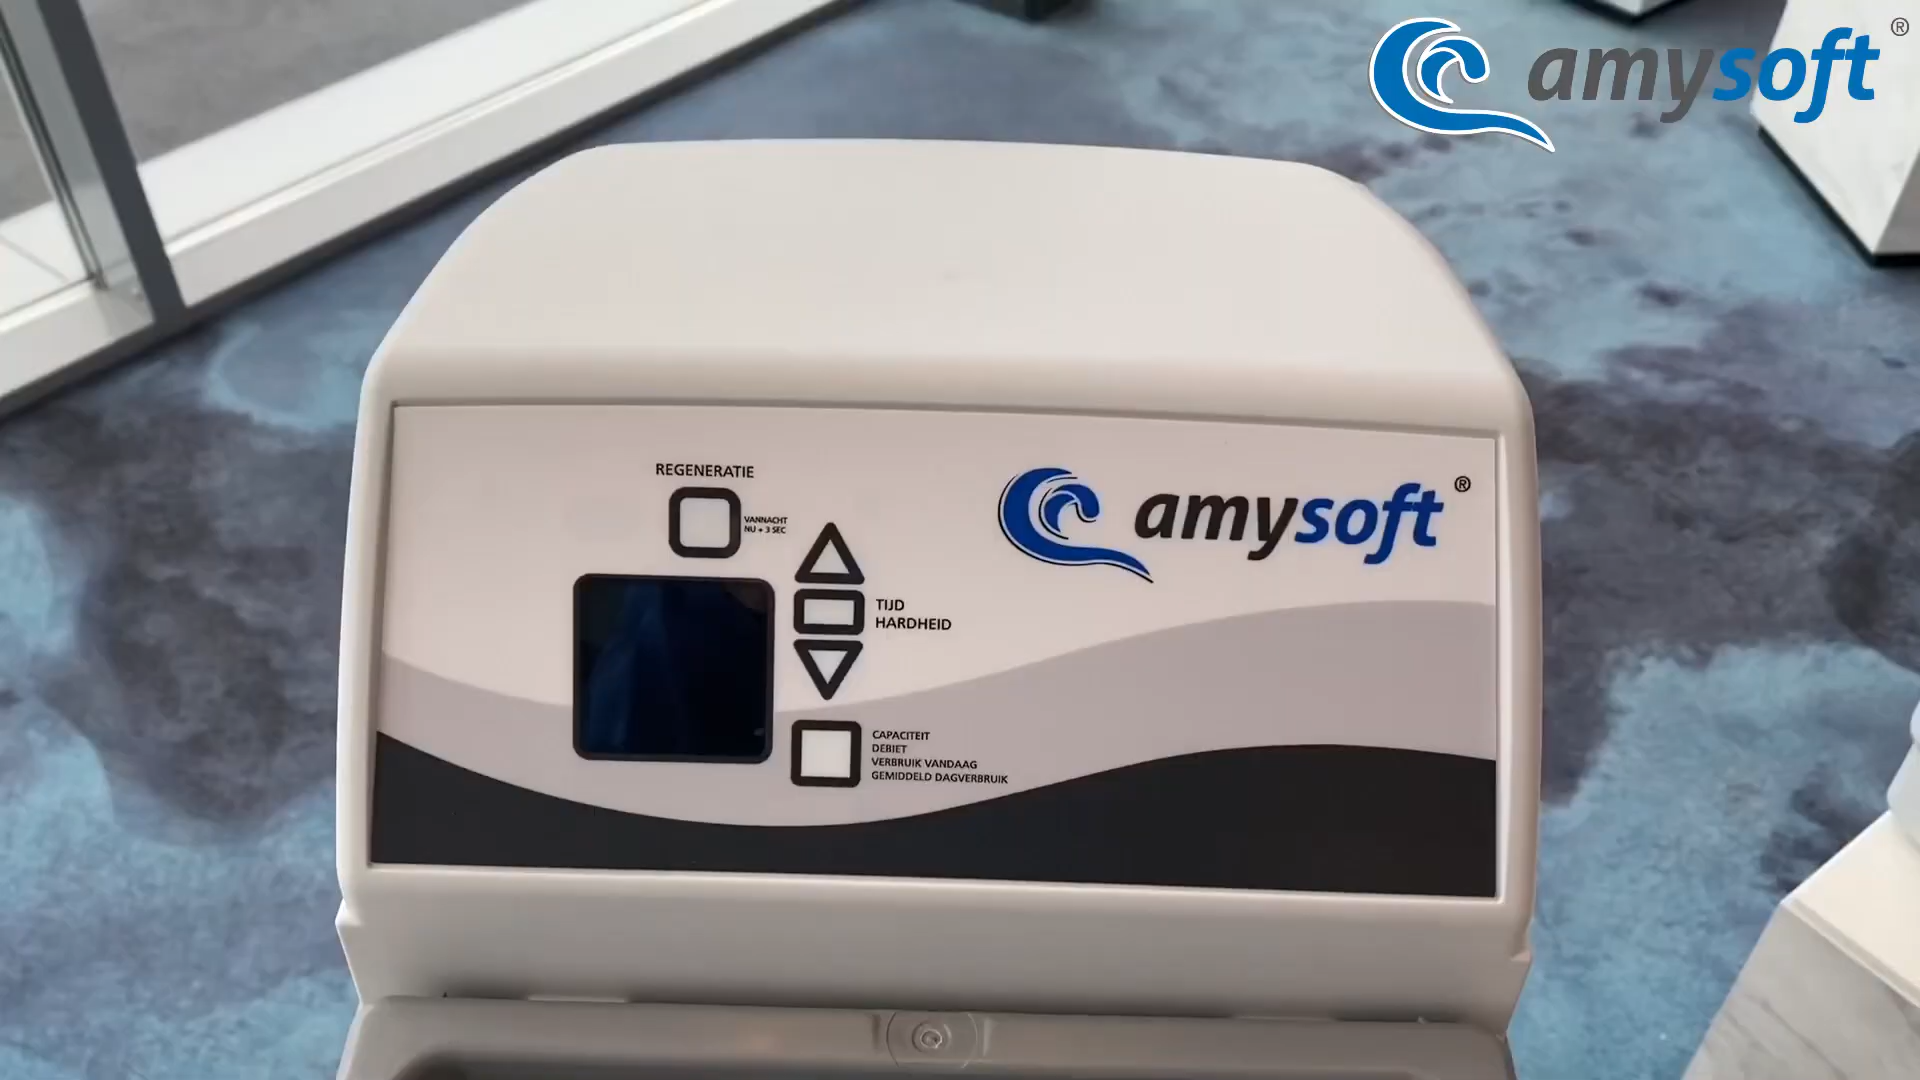 amysoft ®
REGENERATIE
VANNACHT
NU + 3 SEC
amysoft ®
TIJD
HARDHEID
CAPACITEIT
DEBIET
VERBRUIK VANDAAG
GEMIDDELD DAGVERBRUIK